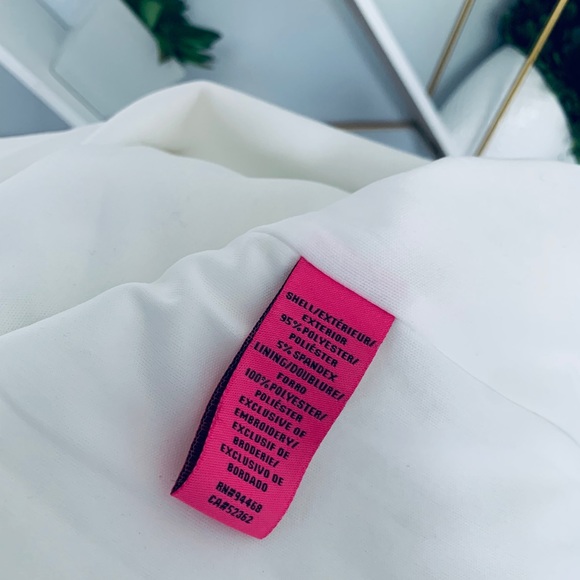 SHELL/EXTÉRIEUR/
EXTERIOR
95%POLYESTER/
POLIÉSTER
5% SPANDEX
LINING/DOUBLURE/
FORRO
100%POLYESTER/
POLIÉSTER
EXCLUSIVE OF
EMBROIDERY/
EXCLUSIF DE
BRODERIE/
EXCLUSIVO DE
BORDADO
RN#94468
CA#52362